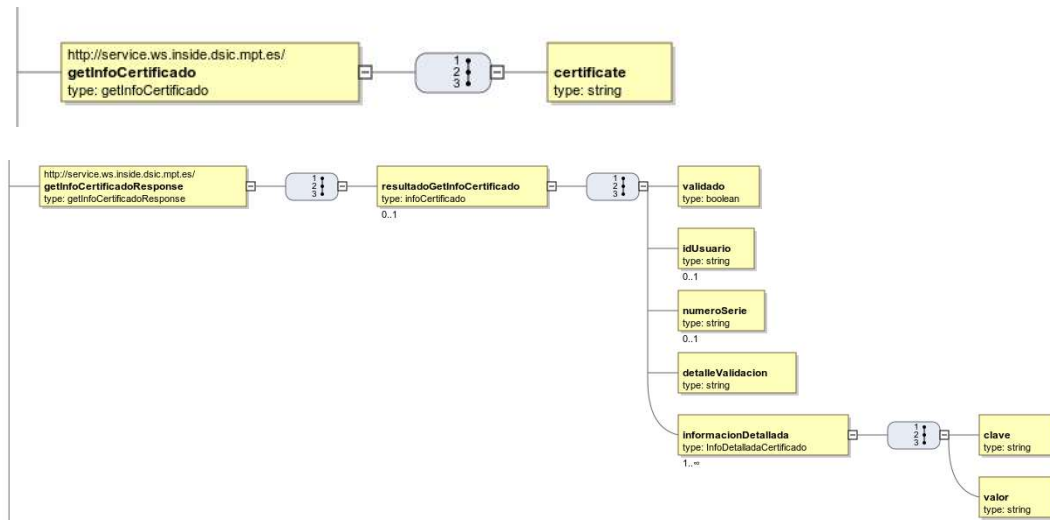 http://service.ws.inside.dsic.mpt.es/
getInfoCertificado
type: getInfoCertificado
1
2
3
certificate
type: string
http://service.ws.inside.dsic.mpt.es/
getInfoCertificadoResponse
type: getInfoCertificadoResponse
1
2
3
resultadoGetInfoCertificado
type: infoCertificado
0..1
1
2
3
validado
type: boolean
idUsuario
type: string
0..1
numeroSerie
type: string
0..1
detalleValidacion
type: string
informacionDetallada
type: InfoDetalladaCertificado
1..∞
1
2
3
clave
type: string
valor
type: string